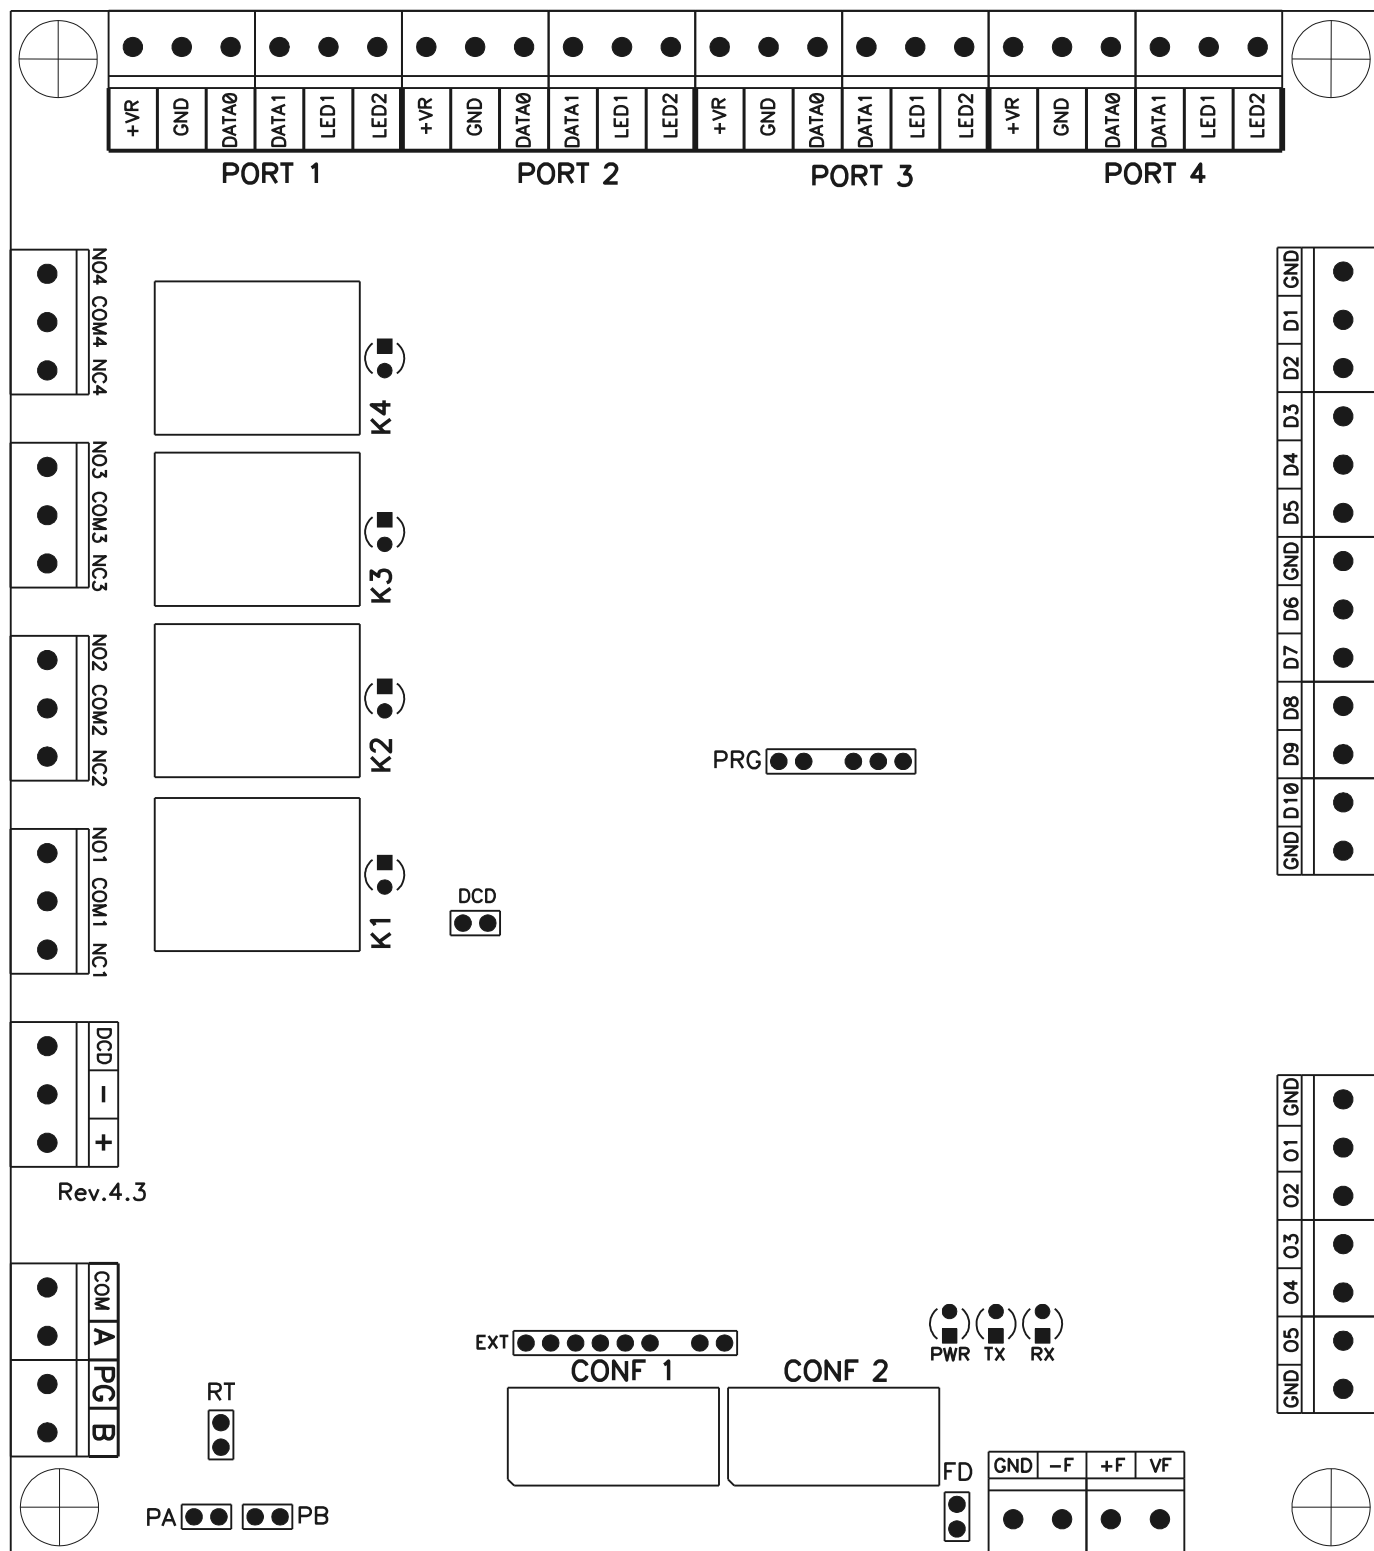 +VR GND DATA0 DATA1 LED1 LED2 +VR GND DATA0 DATA1 LED1 LED2 +VR GND DATA0 DATA1 LED1 LED2 +VR GND DATA0 DATA1 LED1 LED2
PORT 1 PORT 2 PORT 3 PORT 4
NO4 COM4 NC4
K4
NO3 COM3 NC3
K3
NO2 COM2 NC2
K2
NO1 COM1 NC1
K1
DCD
PRG
GND
D1
D2
D3
D4
D5
GND
D6
D7
D8
D9
D10
GND
DCD
-
+
Rev.4.3
COM
A
PG
B
GND
O1
O2
O3
O4
O5
GND
EXT
PWR TX RX
CONF 1 CONF 2
RT
FD
GND -F +F VF
PA PB